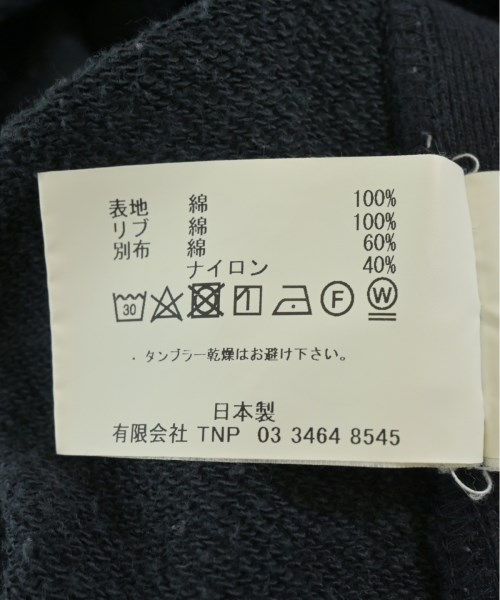 表地 綿 100%
リブ 綿 100%
別布 綿 60%
ナイロン 40%
30 F W
・タンブラー乾燥はお避け下さい。
日本製
有限会社 TNP 03 3464 8545